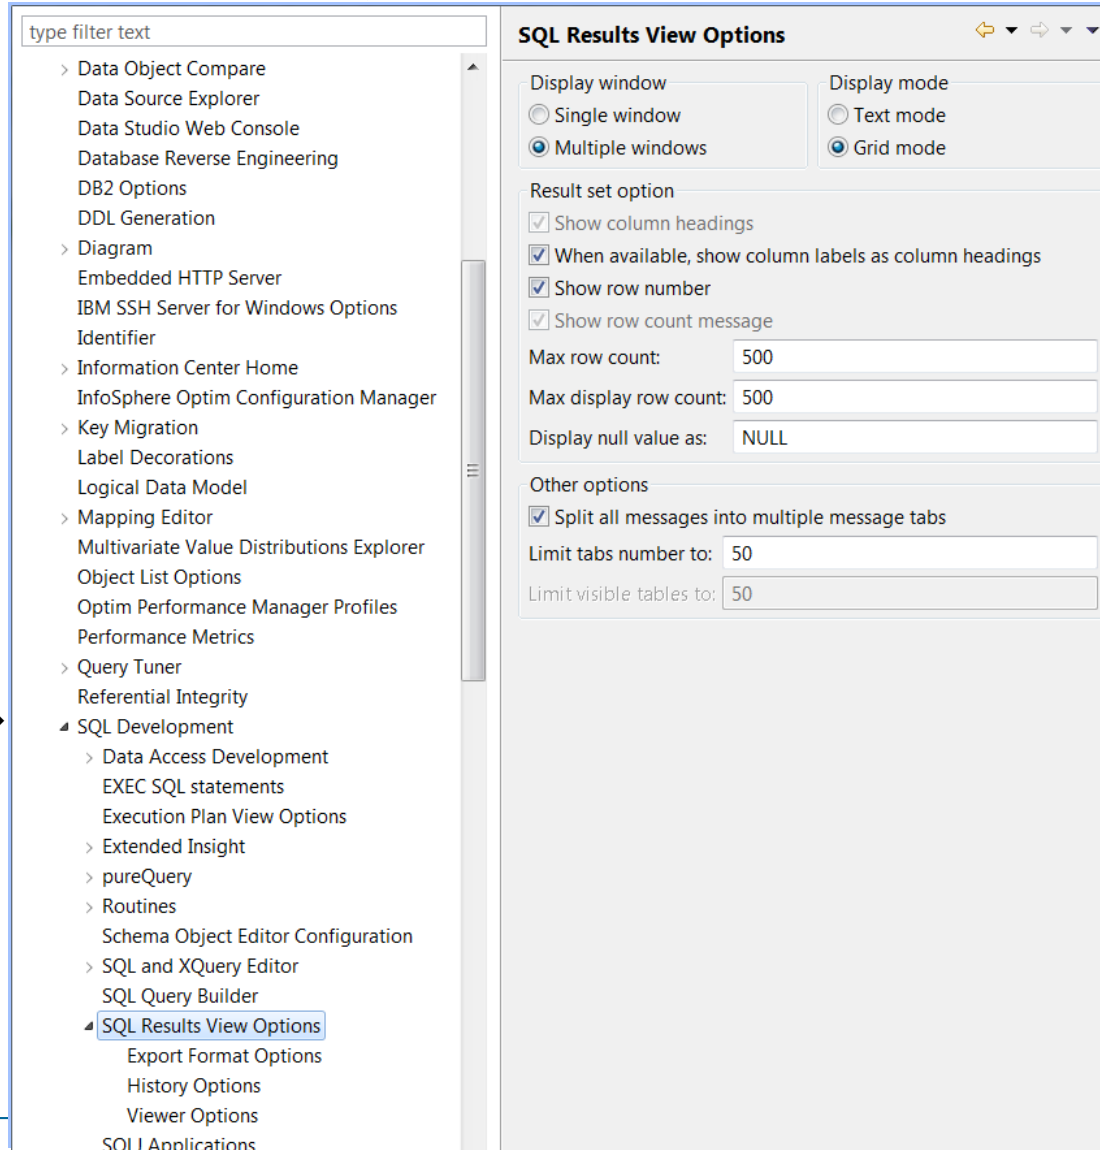 type filter text
Data Object Compare
Data Source Explorer
Data Studio Web Console
Database Reverse Engineering
DB2 Options
DDL Generation
Diagram
Embedded HTTP Server
IBM SSH Server for Windows Options
Identifier
Information Center Home
InfoSphere Optim Configuration Manager
Key Migration
Label Decorations
Logical Data Model
Mapping Editor
Multivariate Value Distributions Explorer
Object List Options
Optim Performance Manager Profiles
Performance Metrics
Query Tuner
Referential Integrity
SQL Development
Data Access Development
EXEC SQL statements
Execution Plan View Options
Extended Insight
pureQuery
Routines
Schema Object Editor Configuration
SQL and XQuery Editor
SQL Query Builder
SQL Results View Options
Export Format Options
History Options
Viewer Options
SQLJ Applications
SQL Results View Options
Display window
Single window
Multiple windows
Display mode
Text mode
Grid mode
Result set option
Show column headings
When available, show column labels as column headings
Show row number
Show row count message
Max row count: 500
Max display row count: 500
Display null value as: NULL
Other options
Split all messages into multiple message tabs
Limit tabs number to: 50
Limit visible tables to: 50